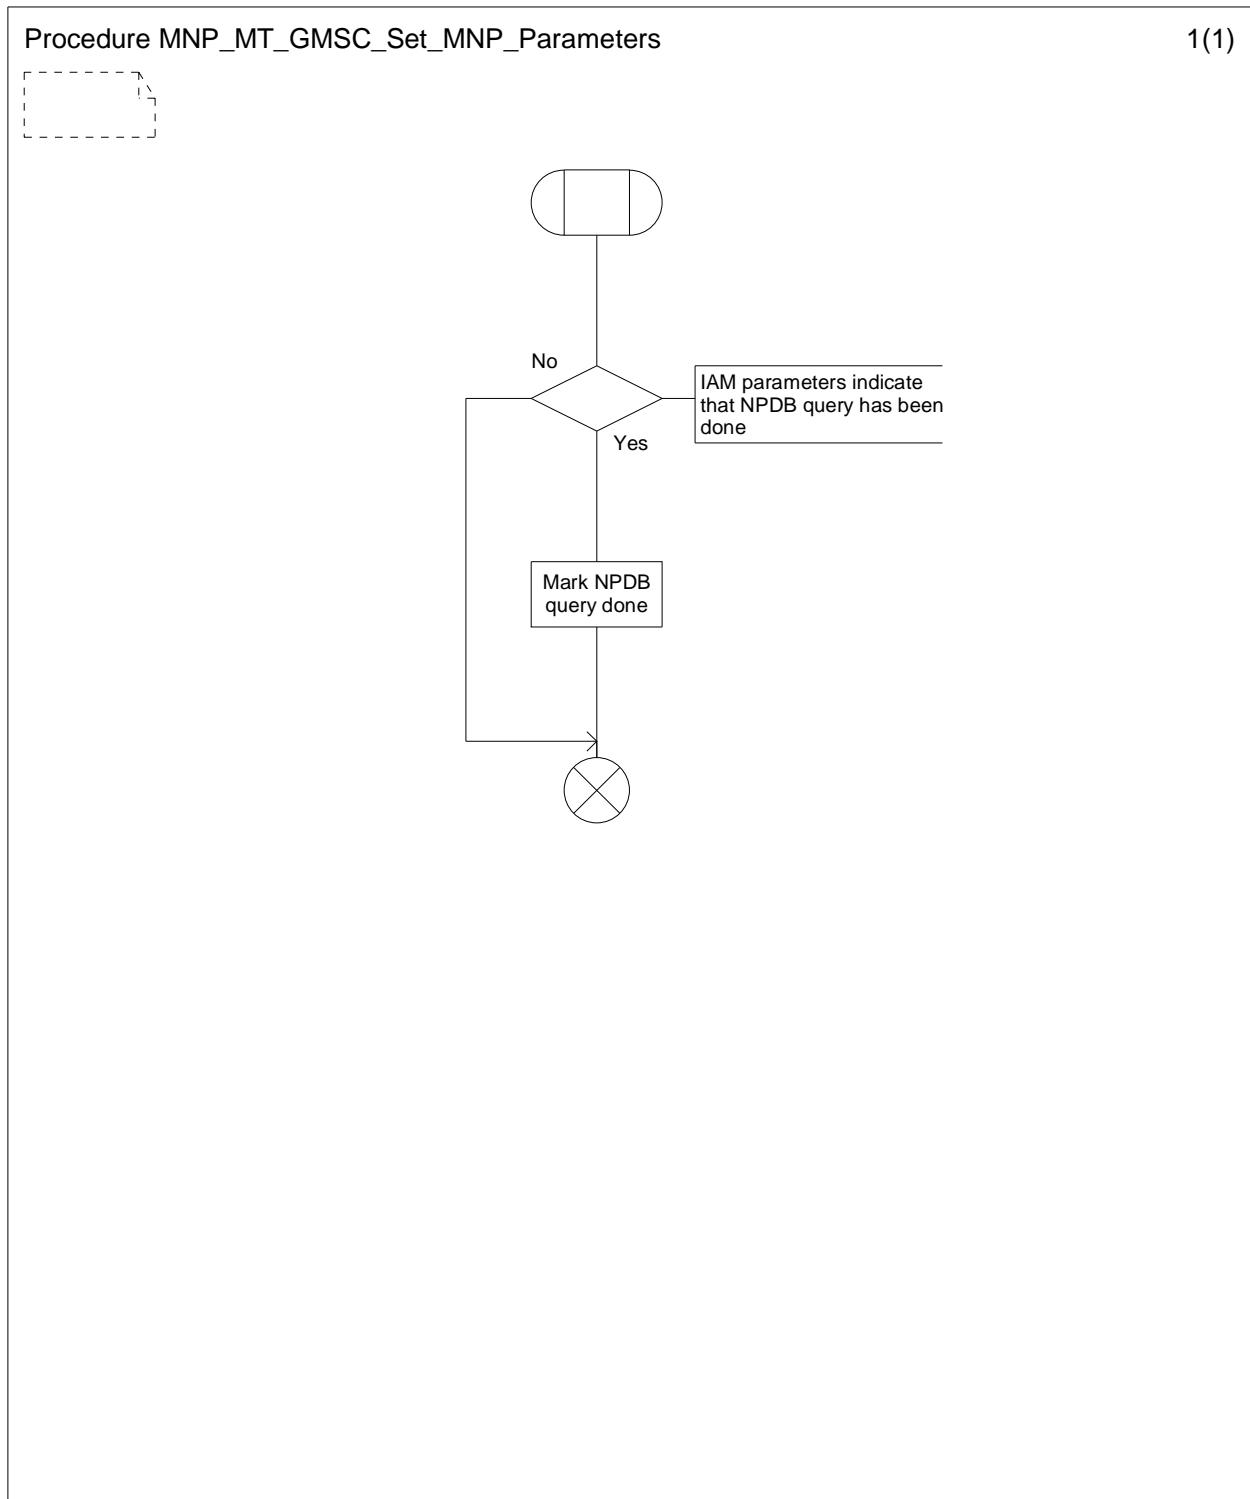 Procedure MNP_MT_GMSC_Set_MNP_Parameters
1(1)
No
IAM parameters indicate
that NPDB query has been
done
Yes
Mark NPDB
query done